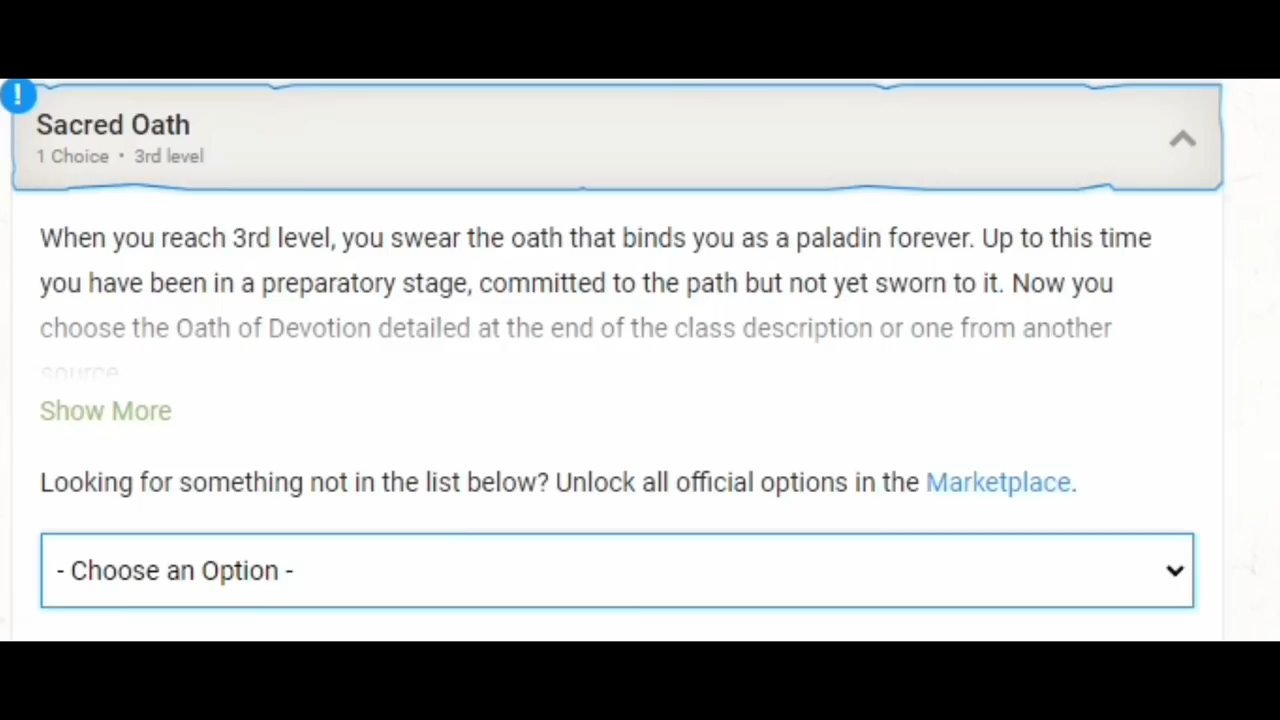 !
Sacred Oath
1 Choice • 3rd level
When you reach 3rd level, you swear the oath that binds you as a paladin forever. Up to this time
you have been in a preparatory stage, committed to the path but not yet sworn to it. Now you
choose the Oath of Devotion detailed at the end of the class description or one from another
source.
Show More
Looking for something not in the list below? Unlock all official options in the Marketplace.
- Choose an Option -